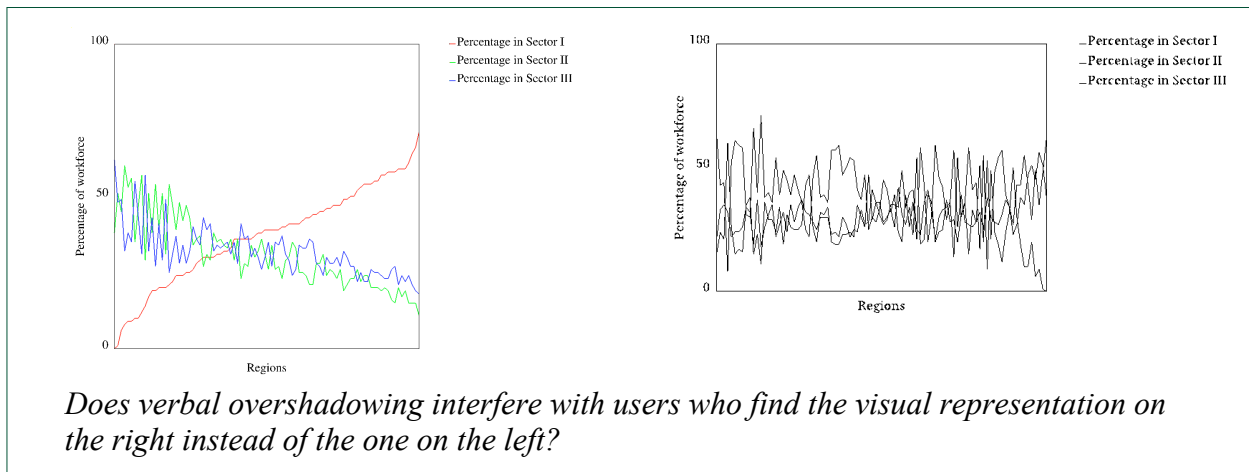 100
Percentage in Sector I
Percentage in Sector II
Percentage in Sector III
Percentage of workforce
50
0
Regions
100
Percentage in Sector I
Percentage in Sector II
Percentage in Sector III
Percentage of workforce
50
0
Regions
Does verbal overshadowing interfere with users who find the visual representation on
the right instead of the one on the left?